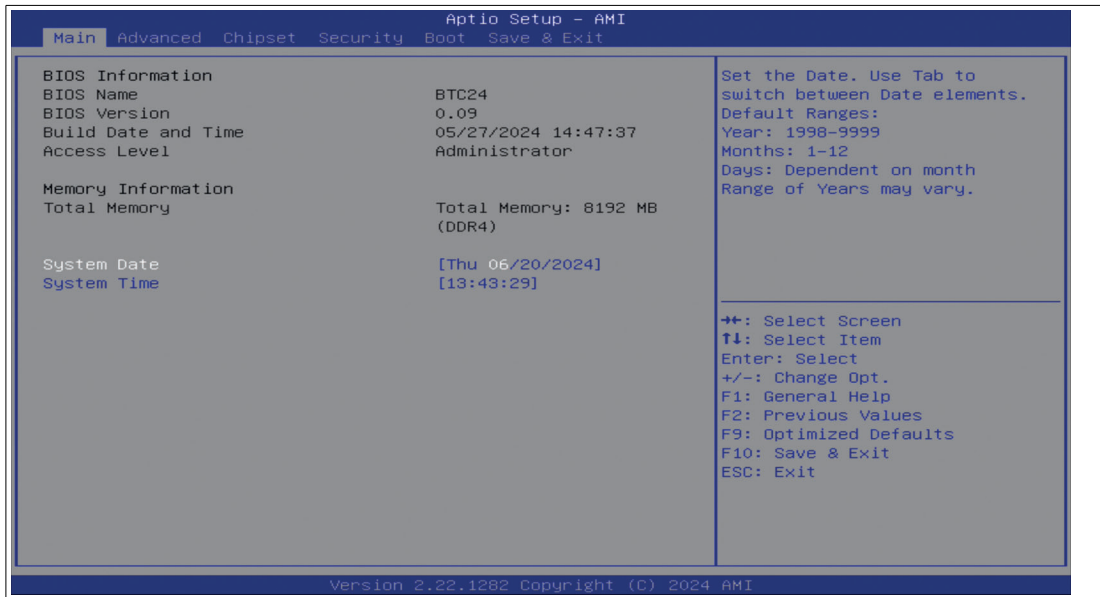 Aptio Setup – AMI
Main Advanced Chipset Security Boot Save & Exit
BIOS Information
BIOS Name BTC24
BIOS Version 0.09
Build Date and Time 05/27/2024 14:47:37
Access Level Administrator
Memory Information
Total Memory Total Memory: 8192 MB
(DDR4)
System Date [Thu 06/20/2024]
System Time [13:43:29]
Set the Date. Use Tab to
switch between Date elements.
Default Ranges:
Year: 1998-9999
Months: 1-12
Days: Dependent on month
Range of Years may vary.
→←: Select Screen
↑↓: Select Item
Enter: Select
+/-: Change Opt.
F1: General Help
F2: Previous Values
F9: Optimized Defaults
F10: Save & Exit
ESC: Exit
Version 2.22.1282 Copyright (C) 2024 AMI